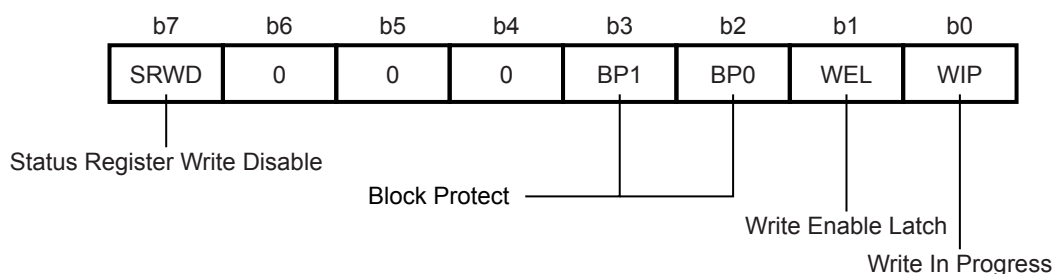 b7 b6 b5 b4 b3 b2 b1 b0
SRWD 0 0 0 BP1 BP0 WEL WIP
Status Register Write Disable
Block Protect
Write Enable Latch
Write In Progress